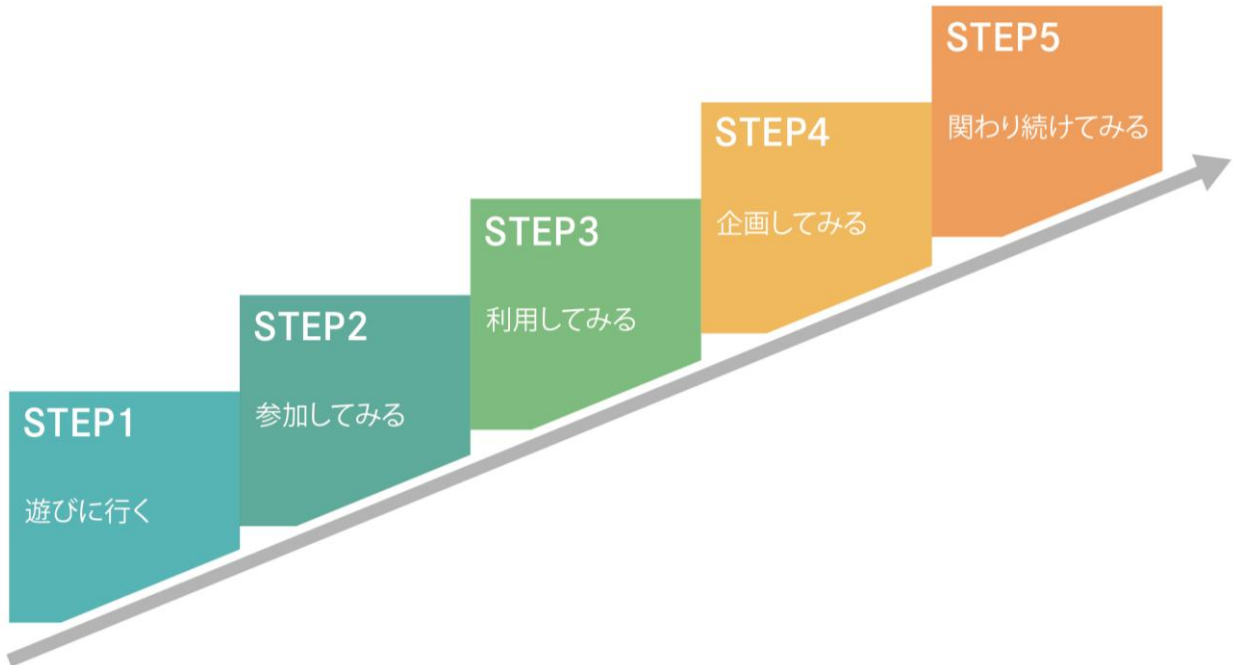 STEP1
遊びに行く
STEP2
参加してみる
STEP3
利用してみる
STEP4
企画してみる
STEP5
関わり続けてみる